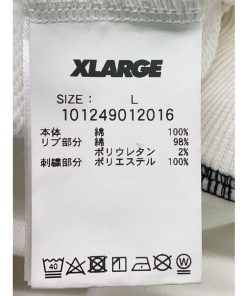 XLARGE
SIZE： L
101249012016
本体 綿 100%
リブ部分 綿 98%
ポリウレタン 2%
刺繍部分 ポリエステル 100%
40 W